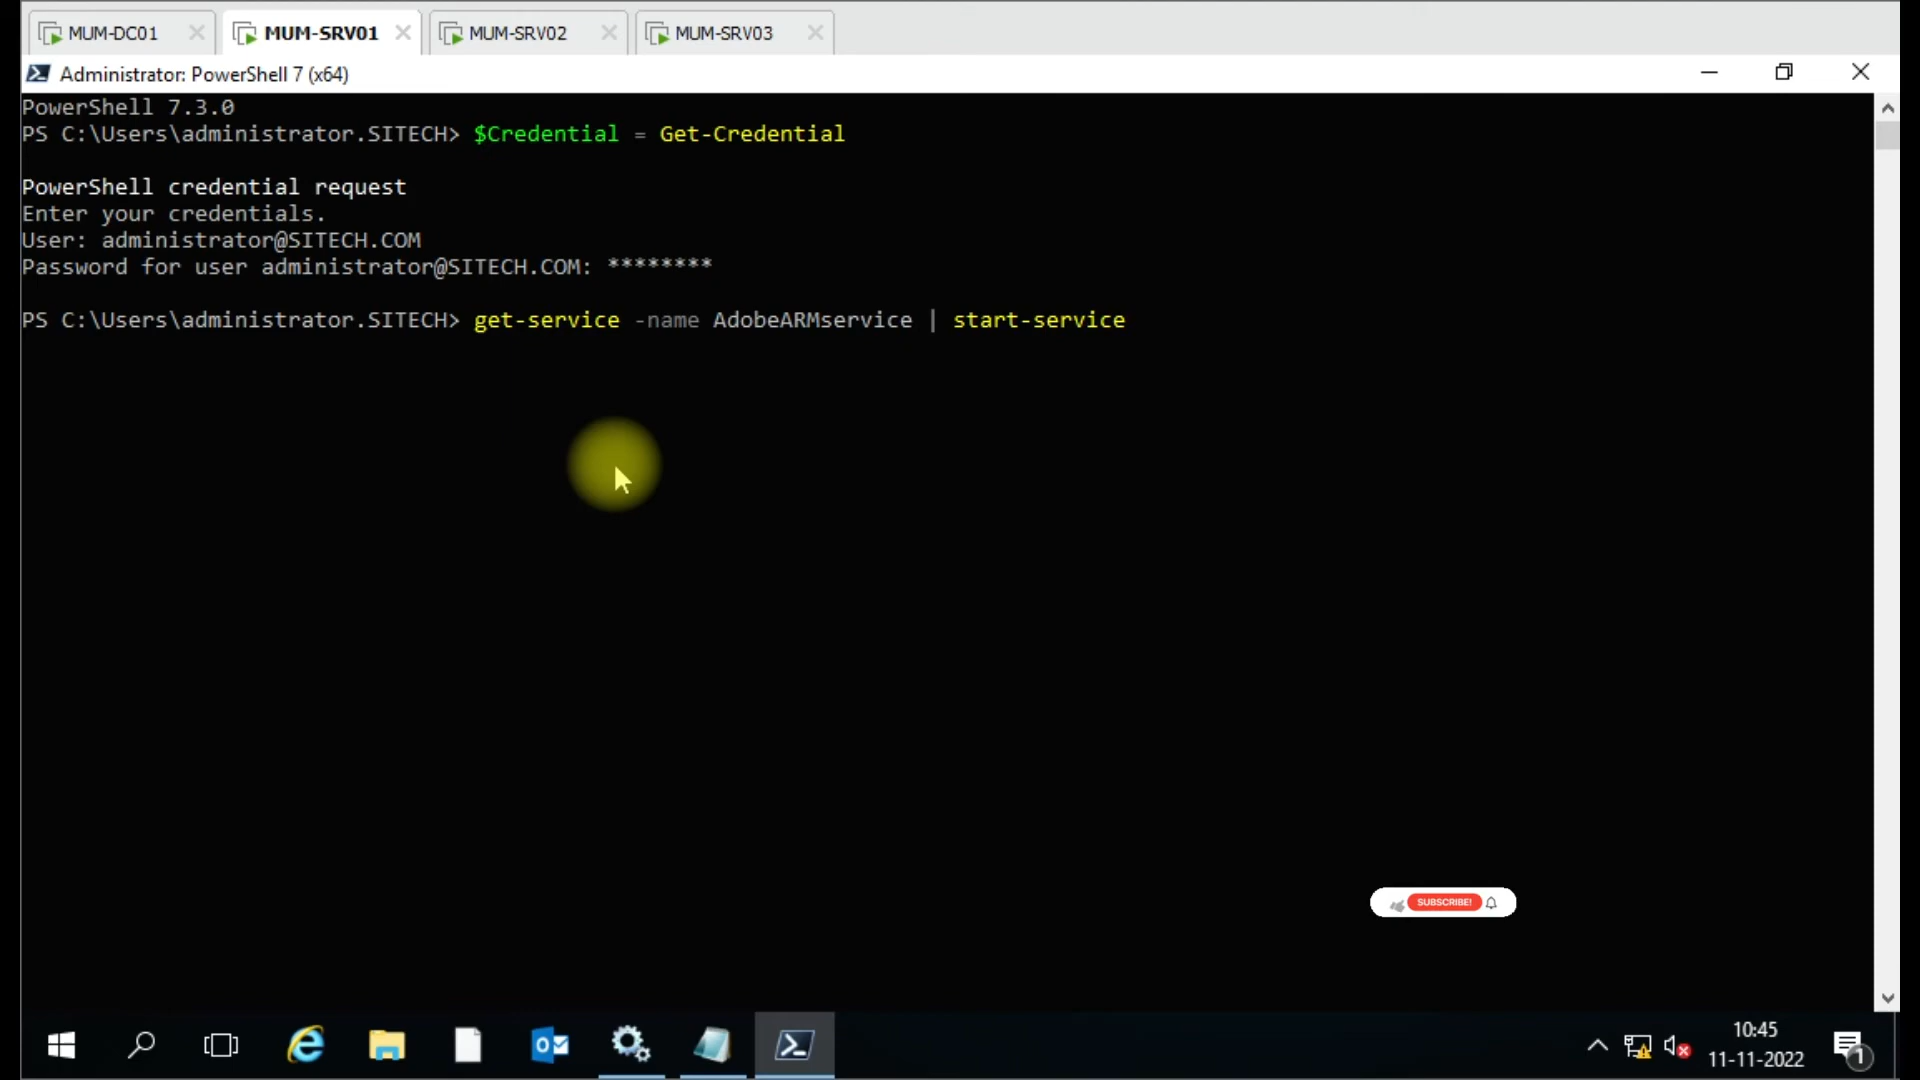 MUM-DC01 MUM-SRV01 MUM-SRV02 MUM-SRV03
Administrator: PowerShell 7 (x64)
PowerShell 7.3.0
PS C:\Users\administrator.SITECH> $Credential = Get-Credential
PowerShell credential request
Enter your credentials.
User: administrator@SITECH.COM
Password for user administrator@SITECH.COM: ********
PS C:\Users\administrator.SITECH> get-service -name AdobeARMservice | start-service
SUBSCRIBE!
10:45
11-11-2022
1